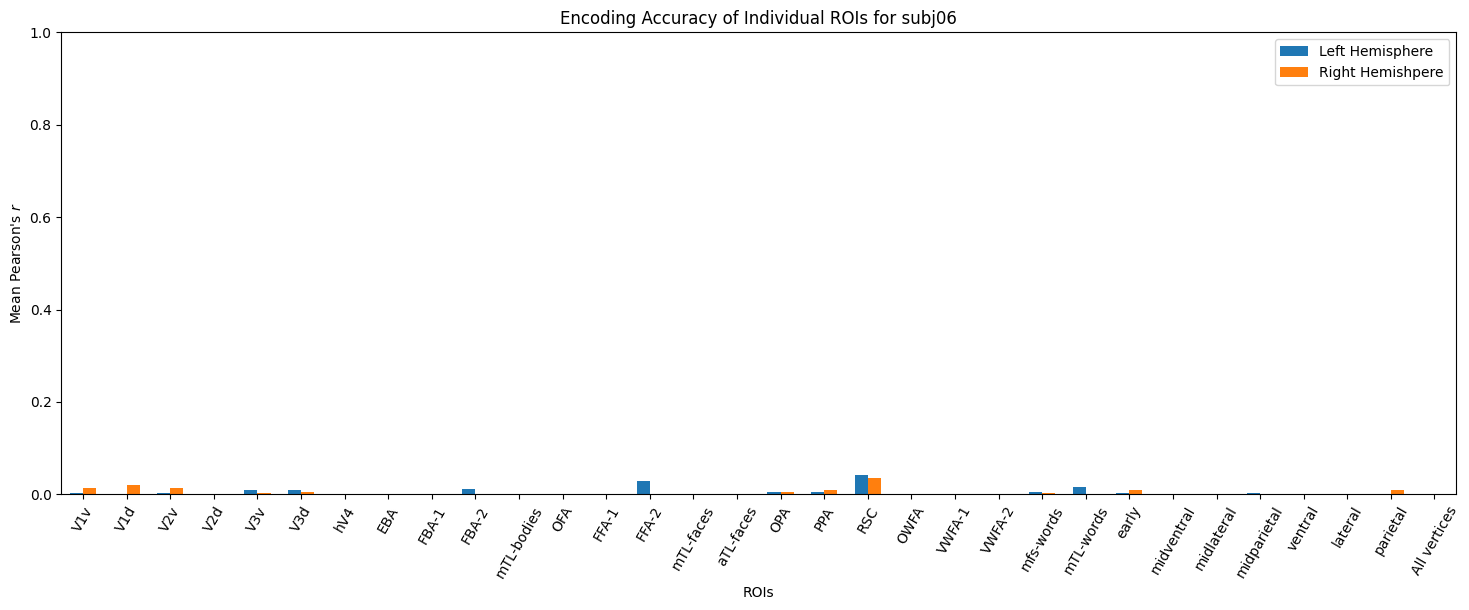 Encoding Accuracy of Individual ROIs for subj06
1.0
0.8
0.6
0.4
0.2
0.0
Mean Pearson's r
Left Hemisphere
Right Hemishpere
V1v
V1d
V2v
V2d
V3v
V3d
hV4
EBA
FBA-1
FBA-2
mTL-bodies
OFA
FFA-1
FFA-2
mTL-faces
aTL-faces
OPA
PPA
RSC
OWFA
VWFA-1
VWFA-2
mfs-words
mTL-words
early
midventral
midlateral
midparietal
ventral
lateral
parietal
All vertices
ROIs